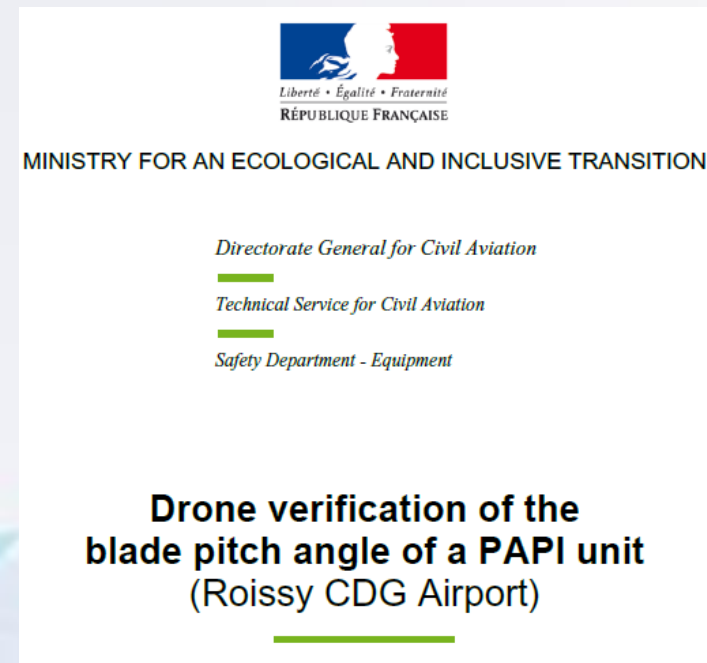 Liberté • Égalité • Fraternité
RÉPUBLIQUE FRANÇAISE
MINISTRY FOR AN ECOLOGICAL AND INCLUSIVE TRANSITION
Directorate General for Civil Aviation
Technical Service for Civil Aviation
Safety Department - Equipment
Drone verification of the
blade pitch angle of a PAPI unit
(Roissy CDG Airport)